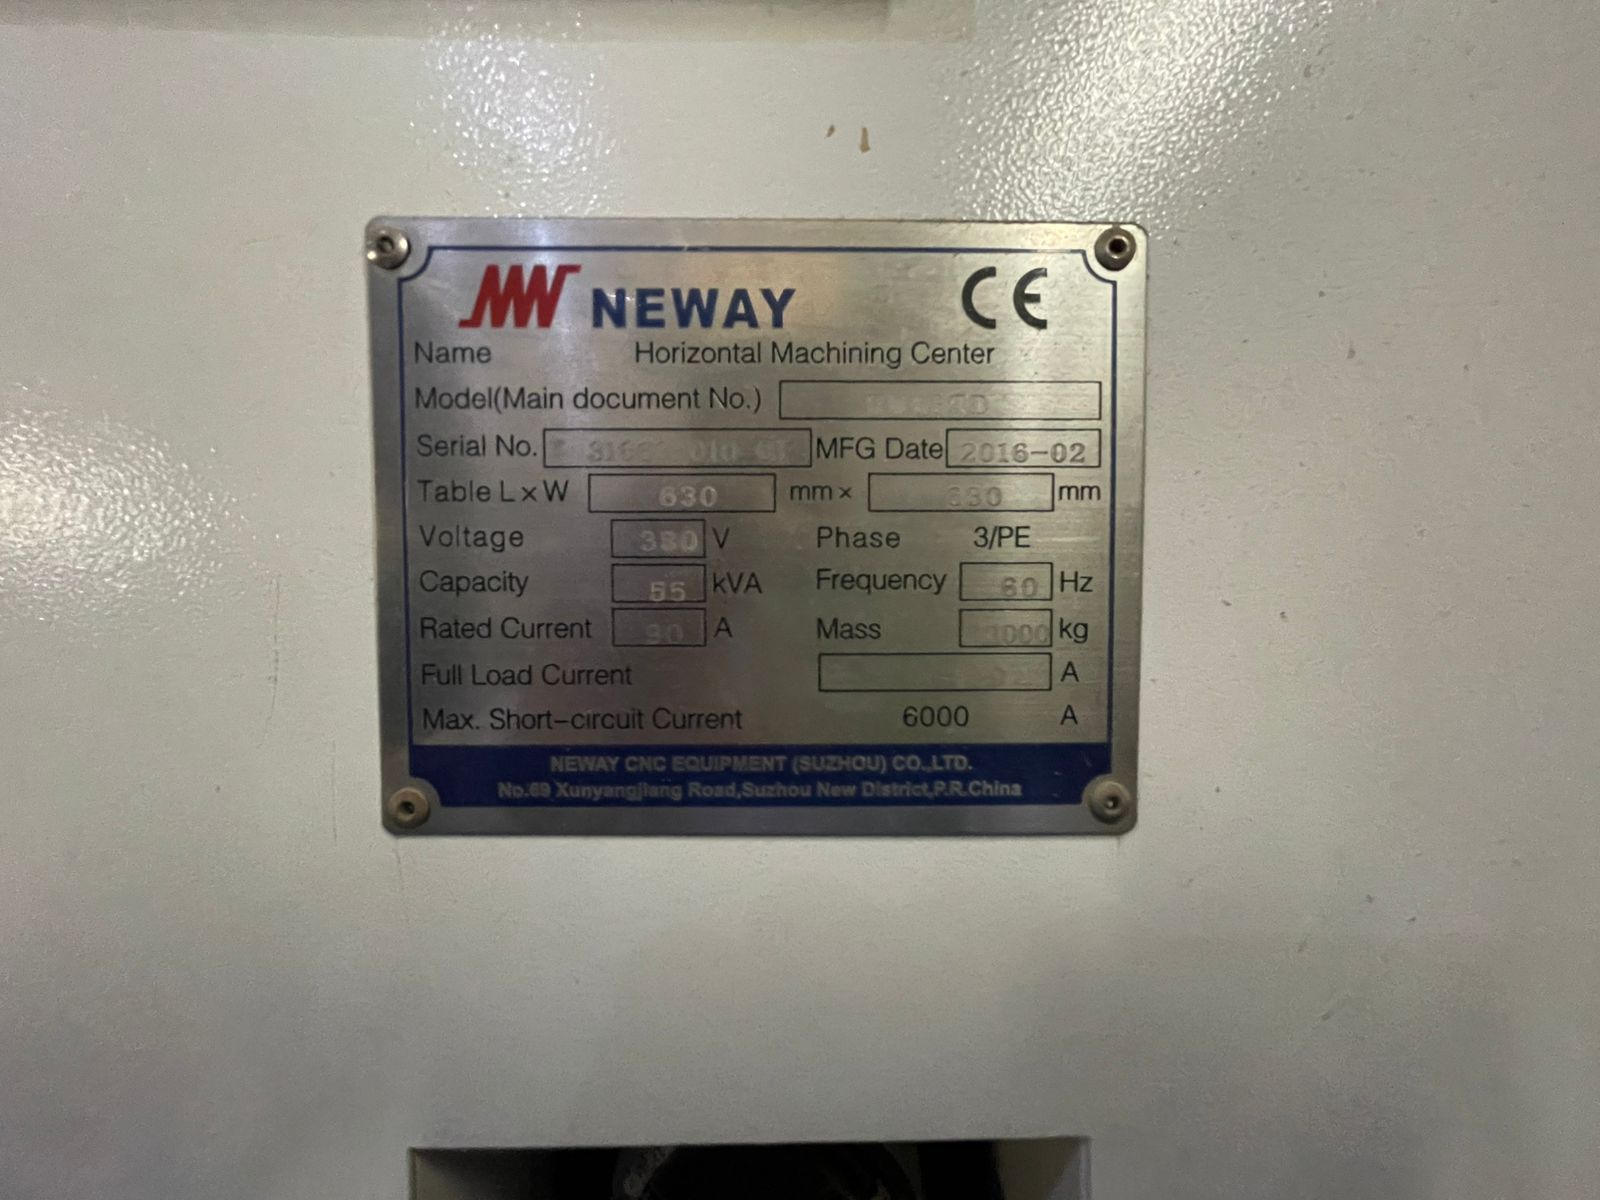 NEWAY CE
Name Horizontal Machining Center
Model(Main document No.)
Serial No. MFG Date 2016-02
Table L x W 630 mm x 630 mm
Voltage 380 V Phase 3/PE
Capacity 55 kVA Frequency 60 Hz
Rated Current A Mass kg
Full Load Current A
Max. Short-circuit Current 6000 A
NEWAY CNC EQUIPMENT (SUZHOU) CO.,LTD.
No.69 Xunyangjiang Road,Suzhou New District,P.R.China